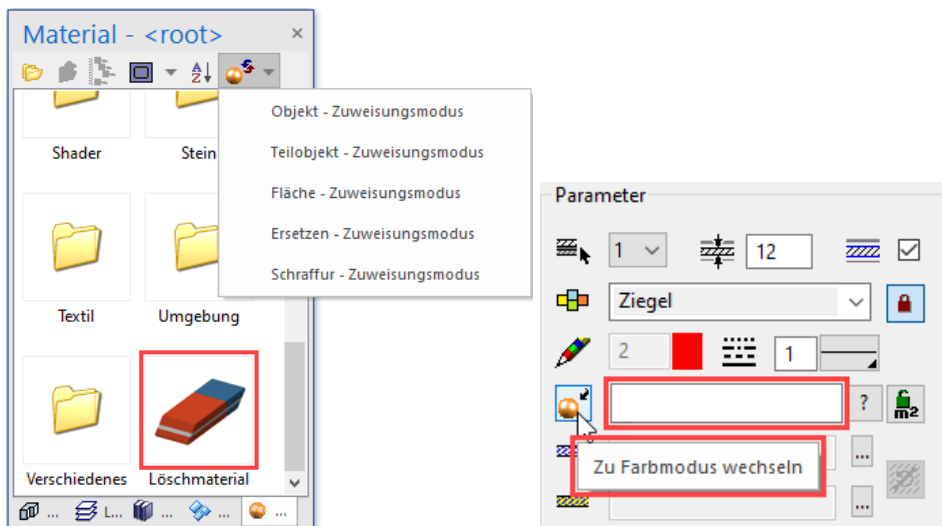 Material - <root>
Objekt - Zuweisungsmodus
Teilobjekt - Zuweisungsmodus
Fläche - Zuweisungsmodus
Ersetzen - Zuweisungsmodus
Schraffur - Zuweisungsmodus
Shader
Stein
Textil
Umgebung
Verschiedenes
Löschmaterial
... L... ... ... ...
Parameter
1
12
Ziegel
2
1
?
m2
Zu Farbmodus wechseln
...
...